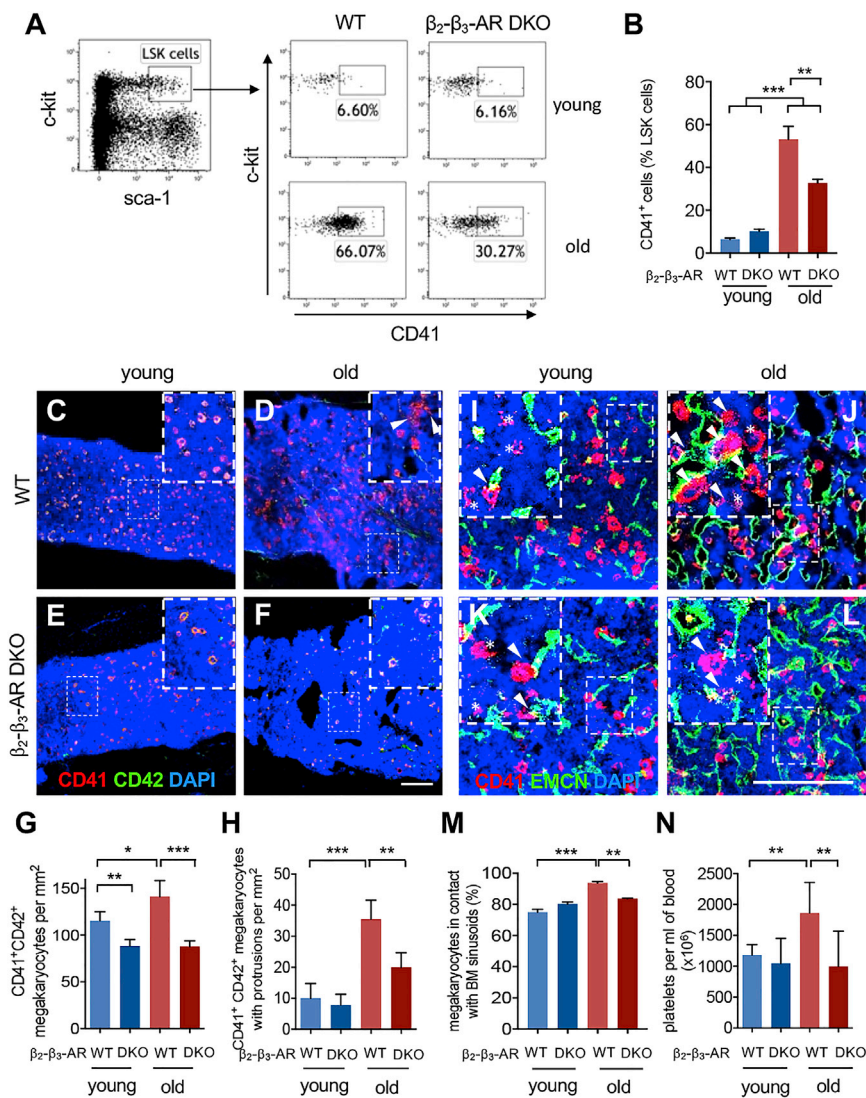 A
WT
β2-β3-AR DKO
LSK cells
c-kit
sca-1
c-kit
6.60%
6.16%
young
66.07%
30.27%
old
CD41
B
CD41+ cells (% LSK cells)
80
60
40
20
0
***
**
β2-β3-AR WT DKO WT DKO
young old
young old young old
WT
C D I J
β2-β3-AR DKO
E F K L
CD41 CD42 DAPI
CD41 EMCN DAPI
G
CD41+CD42+
megakaryocytes per mm2
150
100
50
0
* ***
**
β2-β3-AR WT DKO WT DKO
young old
H
CD41+ CD42+ megakaryocytes
with protrusions per mm2
50
40
30
20
10
0
*** **
WT DKO WT DKO
young old
M
megakaryocytes in contact
with BM sinusoids (%)
100
80
60
40
20
0
*** **
β2-β3-AR WT DKO WT DKO
young old
N
platelets per ml of blood
(x106)
2500
2000
1500
1000
500
0
** **
WT DKO WT DKO
young old